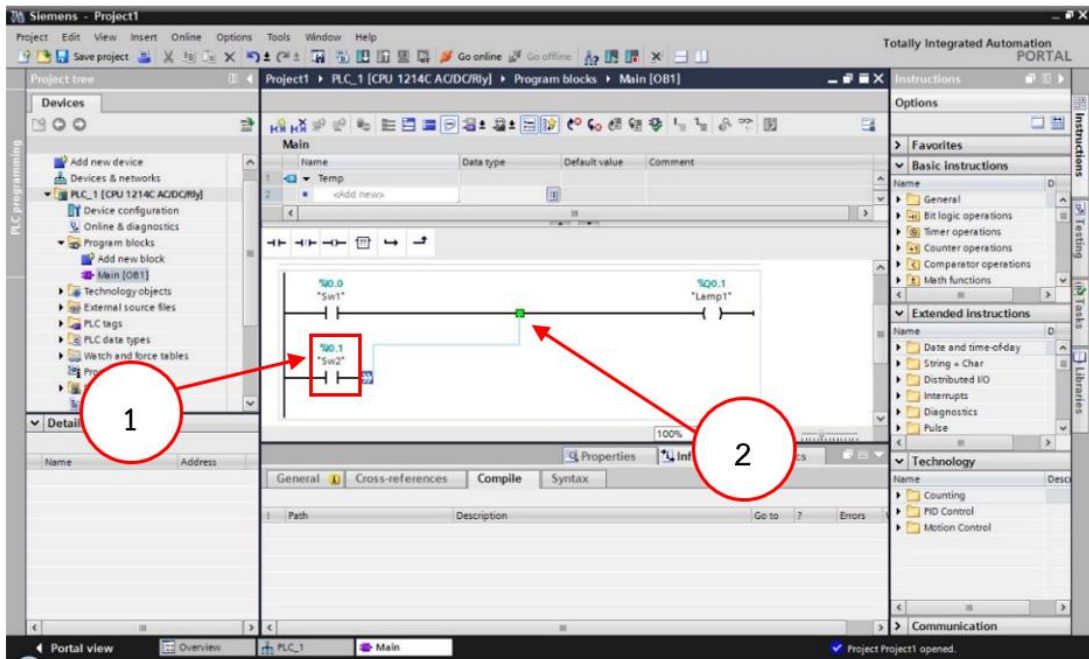 Siemens - Project1
Project Edit View Insert Online Options Tools Window Help
Totally Integrated Automation
PORTAL
Save project
Go online
Go offline
Project tree
Devices
PLC programming
Add new device
Devices & networks
PLC_1 [CPU 1214C AC/DC/Rly]
Device configuration
Online & diagnostics
Program blocks
Add new block
Main [OB1]
Technology objects
External source files
PLC tags
PLC data types
Watch and force tables
Name Address
Project1 PLC_1 [CPU 1214C AC/DC/Rly] Program blocks Main [OB1]
Main
Name Data type Default value Comment
1 Temp
2 <Add new>
%I0.0
"Sw1"
%Q0.1
"Lamp1"
%I0.1
"Sw2"
1
2
100%
Properties
General Cross-references Compile Syntax
! Path Description Go to ? Errors
Instructions
Options
Favorites
Basic instructions
Name D
General
Bit logic operations
Timer operations
Counter operations
Comparator operations
Math functions
Extended instructions
Name D
Date and time-of-day
String + Char
Distributed I/O
Interrupts
Diagnostics
Pulse
Technology
Name
Counting
PID Control
Motion Control
Communication
Instructions
Testing
Tasks
Libraries
Portal view Overview PLC_1 Main
Project Project1 opened.